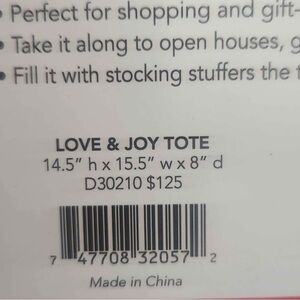 • Perfect for shopping and gift-
• Take it along to open houses, g
• Fill it with stocking stuffers the t
LOVE & JOY TOTE
14.5" h x 15.5" w x 8" d
D30210 $125
7 47708 32057 2
Made in China